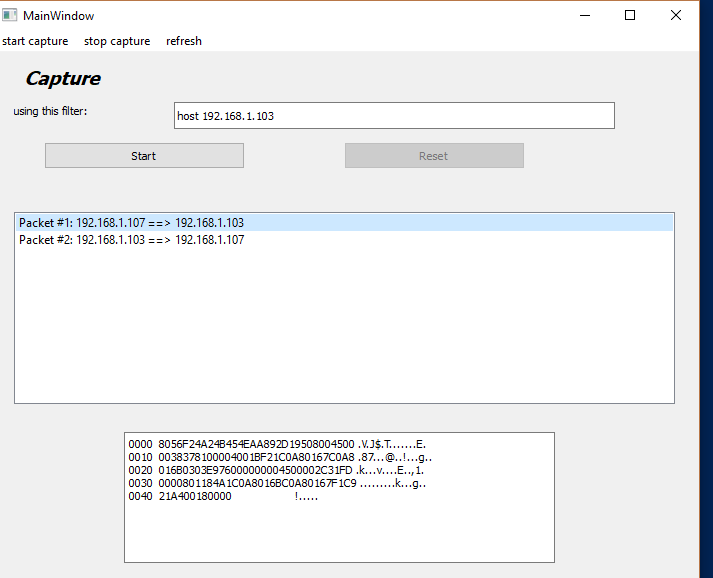 MainWindow
start capture stop capture refresh
Capture
using this filter: host 192.168.1.103
Start Reset
Packet #1: 192.168.1.107 ==> 192.168.1.103
Packet #2: 192.168.1.103 ==> 192.168.1.107
0000 8056F24A24B454EAA892D19508004500 .V.J$.T.......E.
0010 0038378100004001BF21C0A80167C0A8 .87...@..!...g..
0020 016B0303E976000000004500002C31FD .k...v....E..,1.
0030 0000801184A1C0A8016BC0A80167F1C9 .........k...g..
0040 21A400180000 !.....